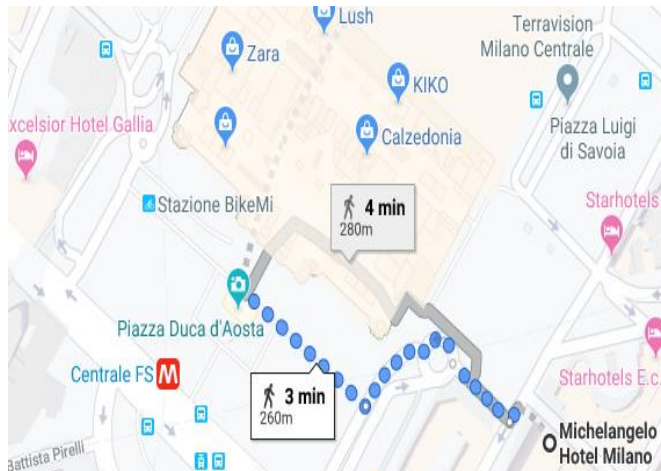 Lush
Terravision
Milano Centrale
Zara
KIKO
Excelsior Hotel Gallia
Calzedonia
Piazza Luigi
di Savoia
4 min
280m
Stazione BikeMi
Starhotels
Piazza Duca d'Aosta
Centrale FS M
3 min
260m
Starhotels E.c.
Michelangelo
Hotel Milano
Battista Pirelli